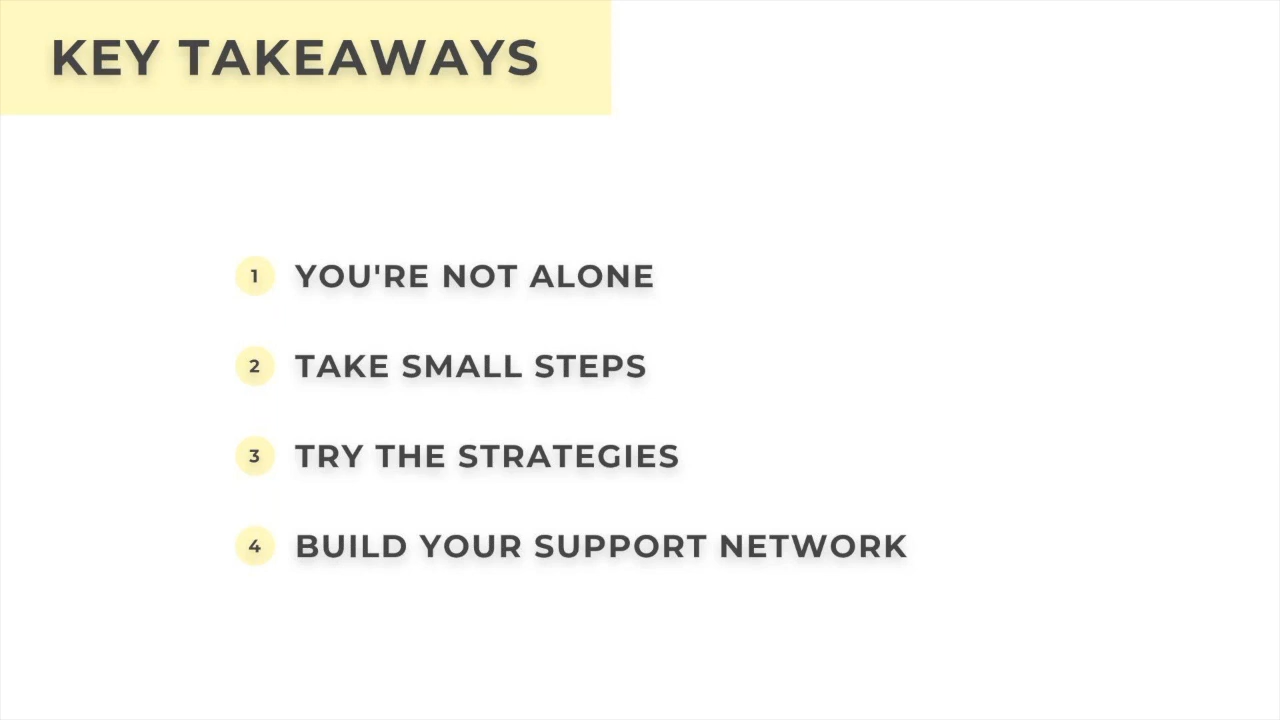 KEY TAKEAWAYS
1 YOU'RE NOT ALONE
2 TAKE SMALL STEPS
3 TRY THE STRATEGIES
4 BUILD YOUR SUPPORT NETWORK